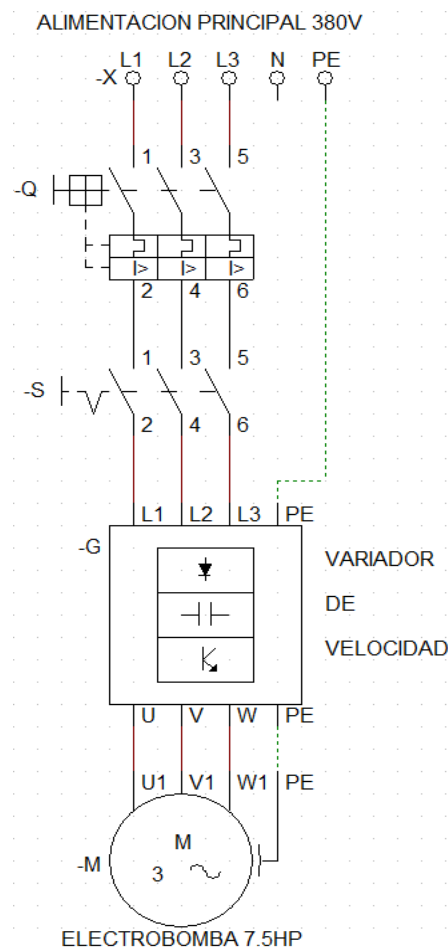 ALIMENTACION PRINCIPAL 380V
L1 L2 L3 N PE
-X
1 3 5
-Q
I> I> I>
2 4 6
1 3 5
-S
2 4 6
L1 L2 L3 PE
-G
VARIADOR
DE
VELOCIDAD
U V W PE
U1 V1 W1 PE
M
-M
3
ELECTROBOMBA 7.5HP